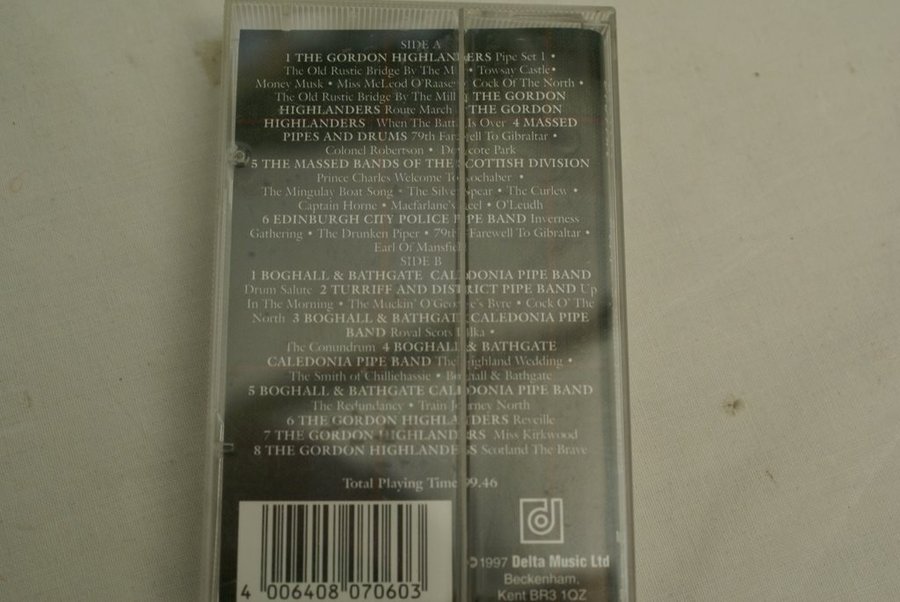 SIDE A
1 THE GORDON HIGHLANDERS Pipe Set 1 •
The Old Rustic Bridge By The M • Towsay Castle •
Money Musk • Miss McLeod O'Raasey • Cock Of The North •
The Old Rustic Bridge By The Mill THE GORDON
HIGHLANDERS Route March THE GORDON
HIGHLANDERS When The Battle Is Over 4 MASSED
PIPES AND DRUMS 79th Farewell To Gibraltar •
Colonel Robertson • Dovecote Park
5 THE MASSED BANDS OF THE SCOTTISH DIVISION
Prince Charles Welcome To Lochaber •
The Mingulay Boat Song • The Silver Spear • The Curlew •
Captain Horne • Macfarlane's Reel • O'Leudh
6 EDINBURGH CITY POLICE PIPE BAND Inverness
Gathering • The Drunken Piper • 79th Farewell To Gibraltar •
Earl Of Mansfield
SIDE B
1 BOGHALL & BATHGATE CALEDONIA PIPE BAND
Drum Salute 2 TURRIFF AND DISTRICT PIPE BAND Up
In The Morning • The Muckin' O'George's Byre • Cock O' The
North 3 BOGHALL & BATHGATE CALEDONIA PIPE
BAND Royal Scots Polka •
The Conundrum 4 BOGHALL & BATHGATE
CALEDONIA PIPE BAND The Highland Wedding •
The Smith of Chilliehassie • Boghall & Bathgate
5 BOGHALL & BATHGATE CALEDONIA PIPE BAND
The Redundancy • Train Journey North
6 THE GORDON HIGHLANDERS Reveille
7 THE GORDON HIGHLANDERS Miss Kirkwood
8 THE GORDON HIGHLANDERS Scotland The Brave
Total Playing Time 99.46
4 006408 070603
© 1997 Delta Music Ltd
Beckenham,
Kent BR3 1QZ